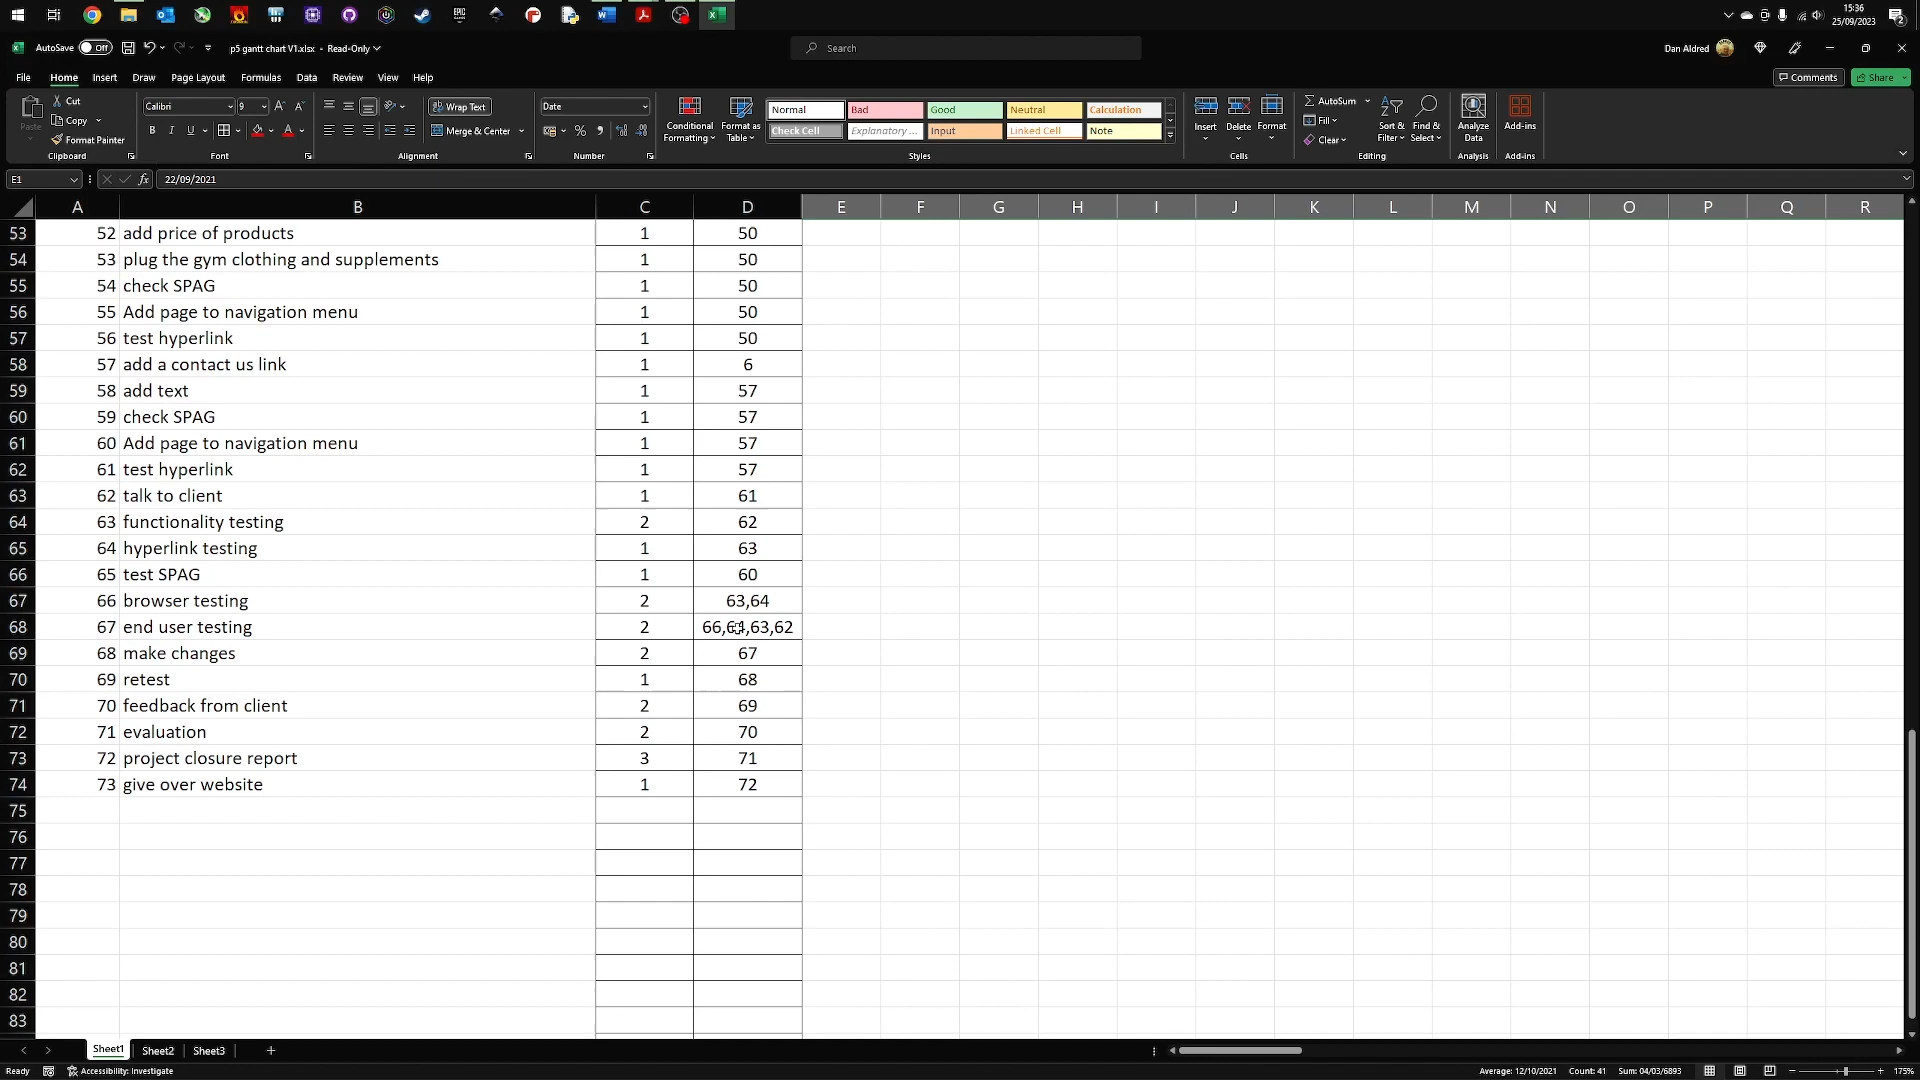 15:36
25/09/2023
AutoSave Off p5 gantt chart V1.xlsx - Read-Only Search Dan Aldred
File Home Insert Draw Page Layout Formulas Data Review View Help Comments Share
Paste Cut Copy Format Painter Clipboard
Calibri 9 B I U Font
Wrap Text Merge & Center Alignment
Date % Number
Conditional Formatting Format as Table
Normal Bad Good Neutral Calculation
Check Cell Explanatory ... Input Linked Cell Note
Styles
Insert Delete Format Cells
AutoSum Fill Clear Sort & Filter Find & Select Editing
Analyze Data Analysis
Add-ins Add-ins
E1 fx 22/09/2021
A B C D E F G H I J K L M N O P Q R
53 52 add price of products 1 50
54 53 plug the gym clothing and supplements 1 50
55 54 check SPAG 1 50
56 55 Add page to navigation menu 1 50
57 56 test hyperlink 1 50
58 57 add a contact us link 1 6
59 58 add text 1 57
60 59 check SPAG 1 57
61 60 Add page to navigation menu 1 57
62 61 test hyperlink 1 57
63 62 talk to client 1 61
64 63 functionality testing 2 62
65 64 hyperlink testing 1 63
66 65 test SPAG 1 60
67 66 browser testing 2 63,64
68 67 end user testing 2 66,64,63,62
69 68 make changes 2 67
70 69 retest 1 68
71 70 feedback from client 2 69
72 71 evaluation 2 70
73 72 project closure report 3 71
74 73 give over website 1 72
75
76
77
78
79
80
81
82
83
Sheet1 Sheet2 Sheet3
Ready Accessibility: Investigate Average: 12/10/2021 Count: 41 Sum: 04/03/6893 175%